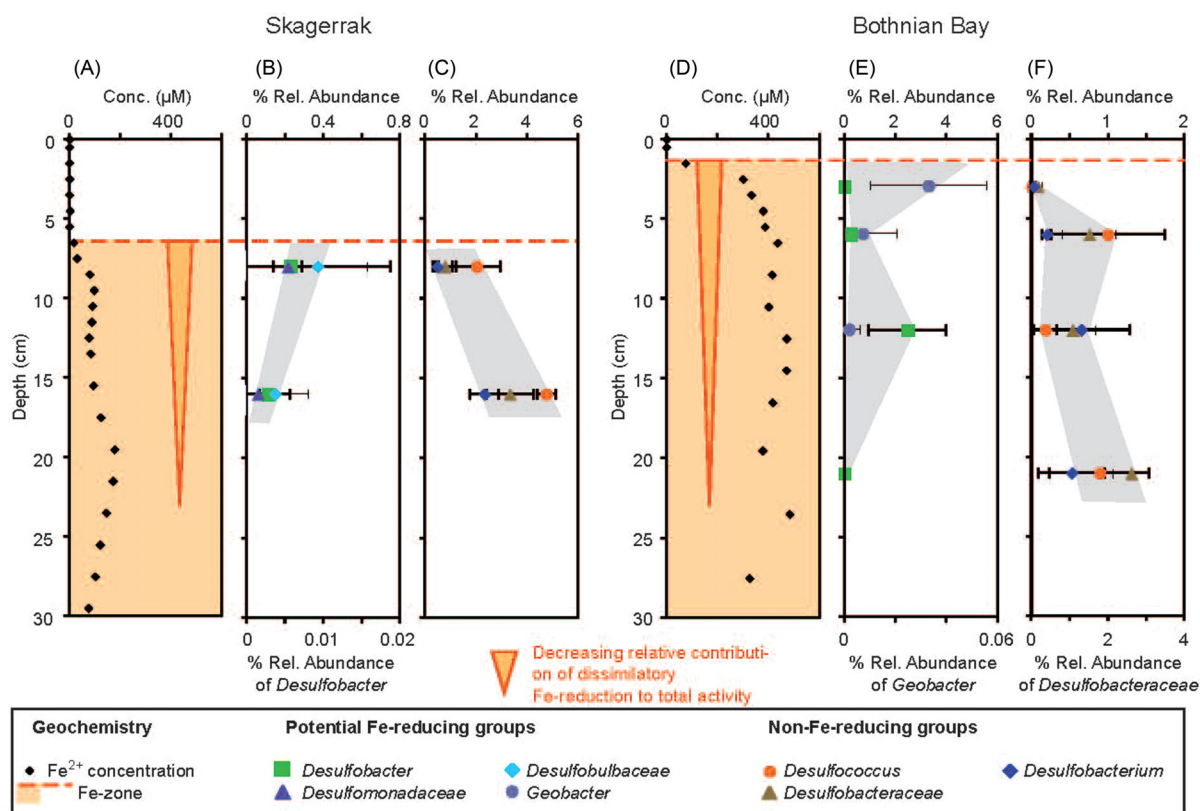 Skagerrak
Bothnian Bay
(A)
(B)
(C)
(D)
(E)
(F)
Conc. (µM)
% Rel. Abundance
% Rel. Abundance
Conc. (µM)
% Rel. Abundance
% Rel. Abundance
0 400
0 0.4 0.8
0 2 4 6
400
0 2 4 6
0 1 2
Depth (cm)
0
5
10
15
20
25
30
Depth (cm)
0
5
10
15
20
25
30
0 0.01 0.02
0 0.06
0 2 4
% Rel. Abundance
of Desulfobacter
Decreasing relative contributi-
on of dissimilatory
Fe-reduction to total activity
% Rel. Abundance
of Geobacter
% Rel. Abundance
of Desulfobacteraceae
Geochemistry
Fe2+ concentration
Fe-zone
Potential Fe-reducing groups
Desulfobacter
Desulfobulbaceae
Desulfomonadaceae
Geobacter
Non-Fe-reducing groups
Desulfococcus
Desulfobacterium
Desulfobacteraceae